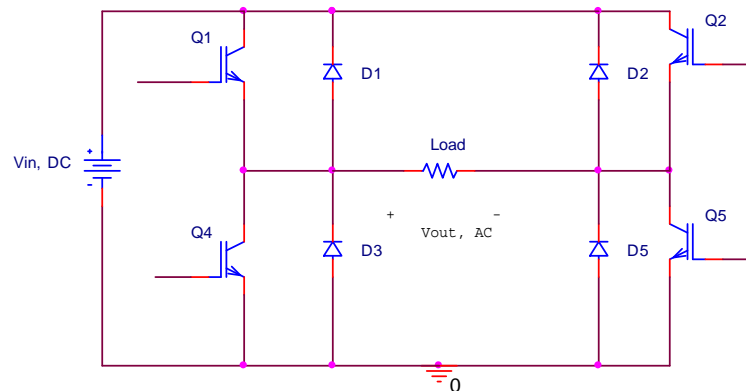 Q1
Q2
D1
D2
Load
+
Vin, DC
-
+
-
Vout, AC
Q4
Q5
D3
D5
0